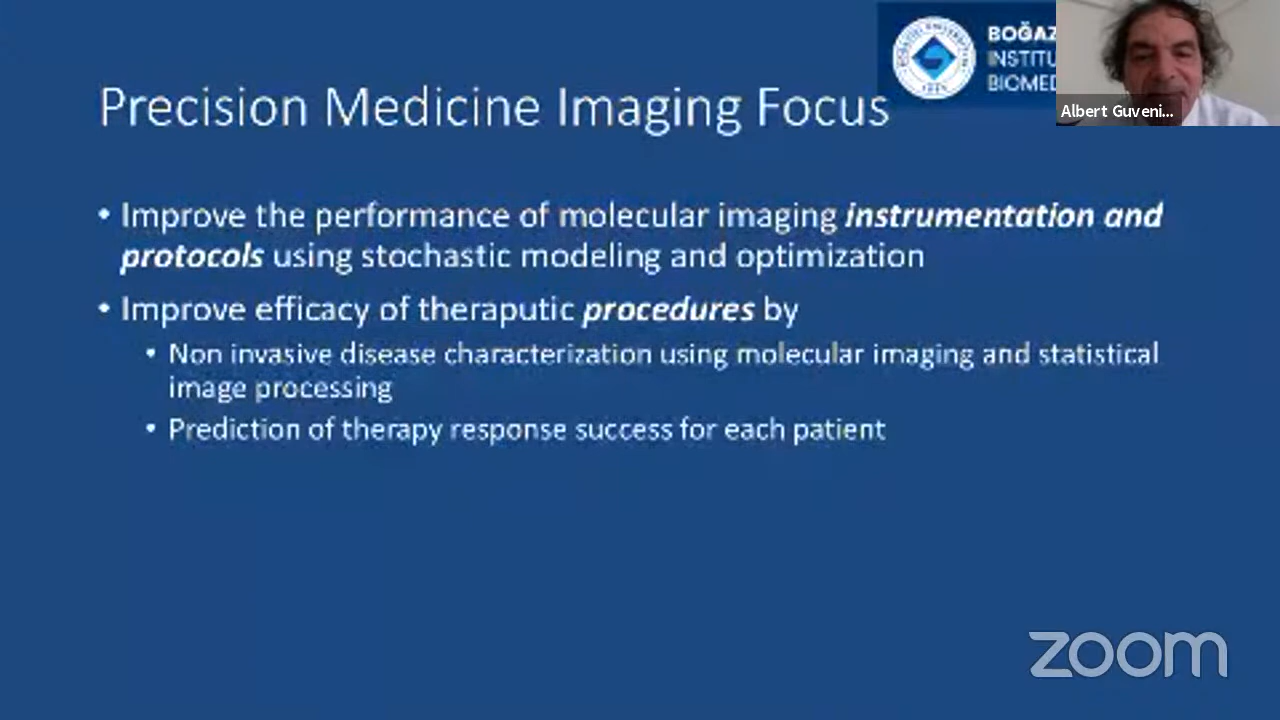 Precision Medicine Imaging Focus
BOĞAZ
INSTITU
BIOMED
Albert Guveni...
• Improve the performance of molecular imaging instrumentation and
protocols using stochastic modeling and optimization
• Improve efficacy of theraputic procedures by
• Non invasive disease characterization using molecular imaging and statistical
image processing
• Prediction of therapy response success for each patient
zoom